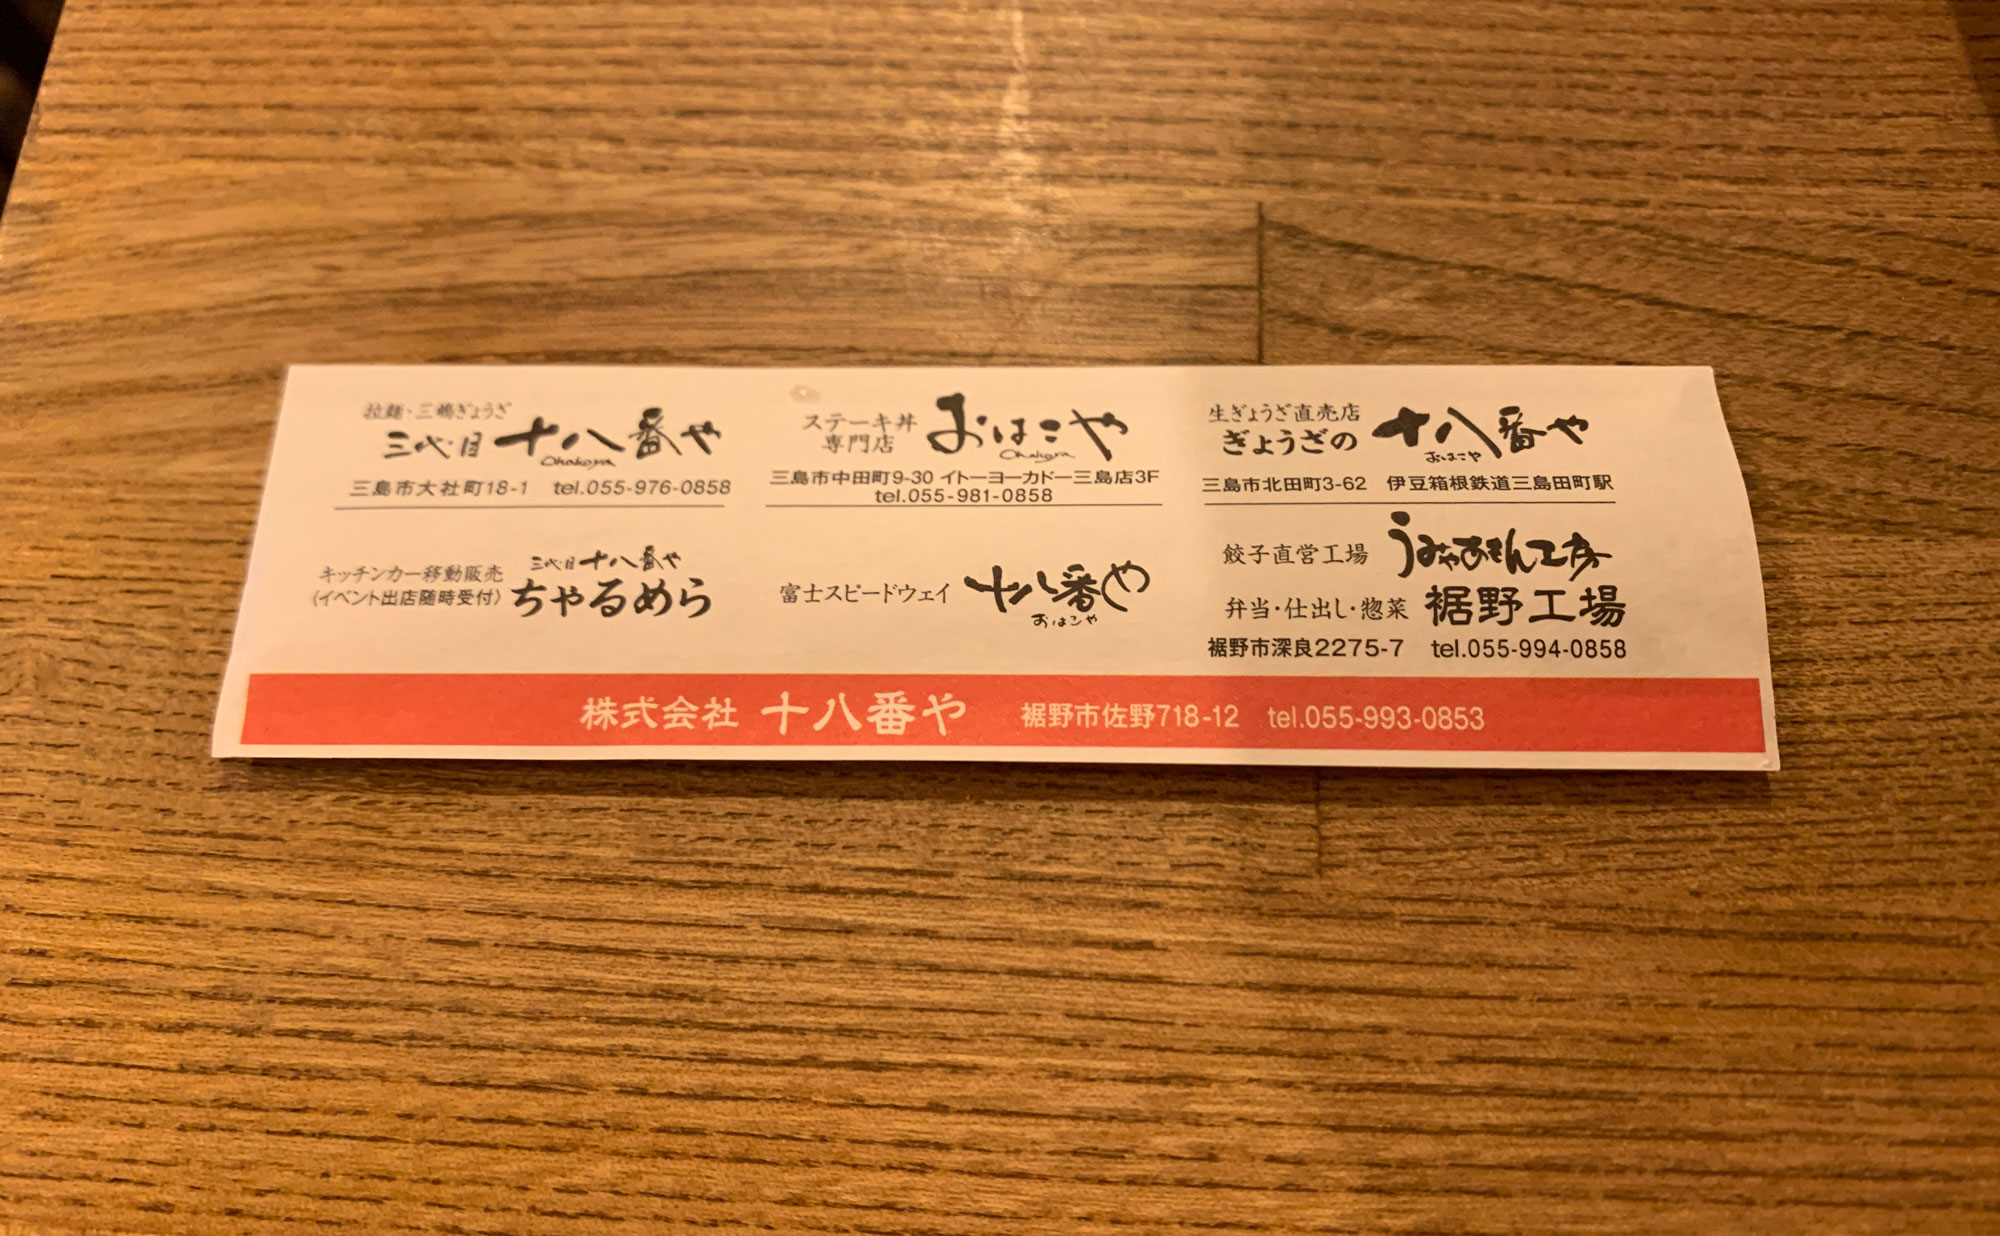 拉麺・三嶋ぎょうざ
三代目 十八番や
Ohakoya
三島市大社町18-1 tel.055-976-0858
ステーキ丼
専門店
おはこや
Ohakoya
三島市中田町9-30 イトーヨーカドー三島店3F
tel.055-981-0858
生ぎょうざ直売店
ぎょうざの 十八番や
おはこや
三島市北田町3-62 伊豆箱根鉄道三島田町駅
キッチンカー移動販売
(イベント出店随時受付)
三代目 十八番や
ちゃるめら
富士スピードウェイ 十八番や
おはこや
餃子直営工場 うみゃあもん工房
弁当・仕出し・惣菜 裾野工場
裾野市深良2275-7 tel.055-994-0858
株式会社 十八番や 裾野市佐野718-12 tel.055-993-0853